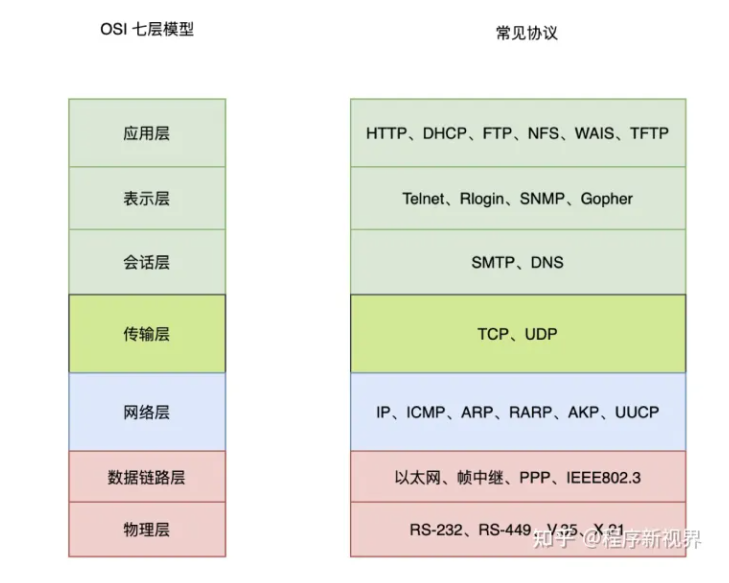 OSI 七层模型
常见协议
应用层
HTTP、DHCP、FTP、NFS、WAIS、TFTP
表示层
Telnet、Rlogin、SNMP、Gopher
会话层
SMTP、DNS
传输层
TCP、UDP
网络层
IP、ICMP、ARP、RARP、AKP、UUCP
数据链路层
以太网、帧中继、PPP、IEEE802.3
物理层
RS-232、RS-449、V.35、X.21
知乎 @程序新视界